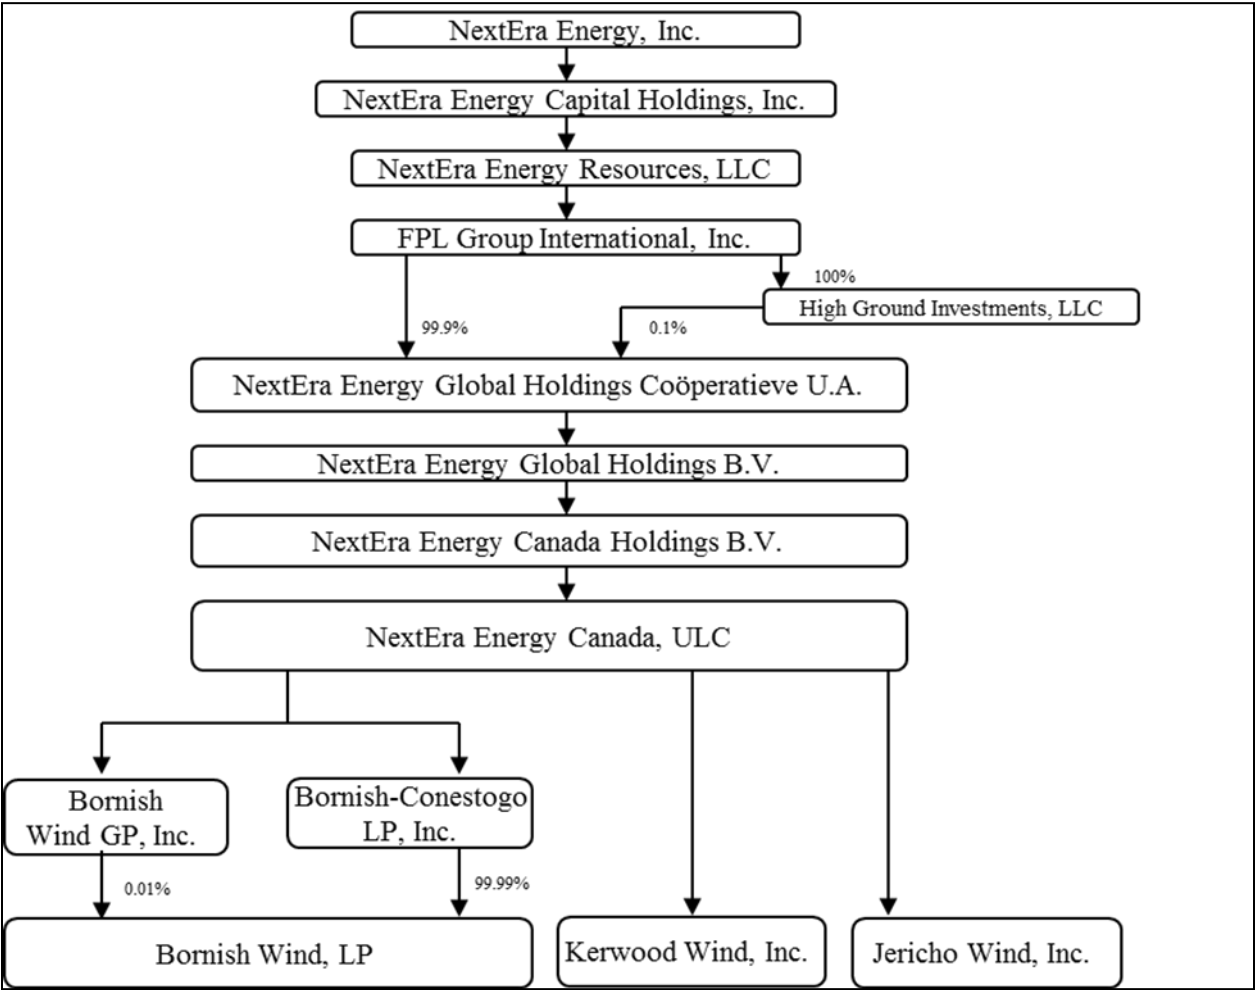 NextEra Energy, Inc.
NextEra Energy Capital Holdings, Inc.
NextEra Energy Resources, LLC
FPL Group International, Inc.
100%
High Ground Investments, LLC
99.9%
0.1%
NextEra Energy Global Holdings Coöperatieve U.A.
NextEra Energy Global Holdings B.V.
NextEra Energy Canada Holdings B.V.
NextEra Energy Canada, ULC
Bornish
Wind GP, Inc.
Bornish-Conestogo
LP, Inc.
0.01%
99.99%
Bornish Wind, LP
Kerwood Wind, Inc.
Jericho Wind, Inc.